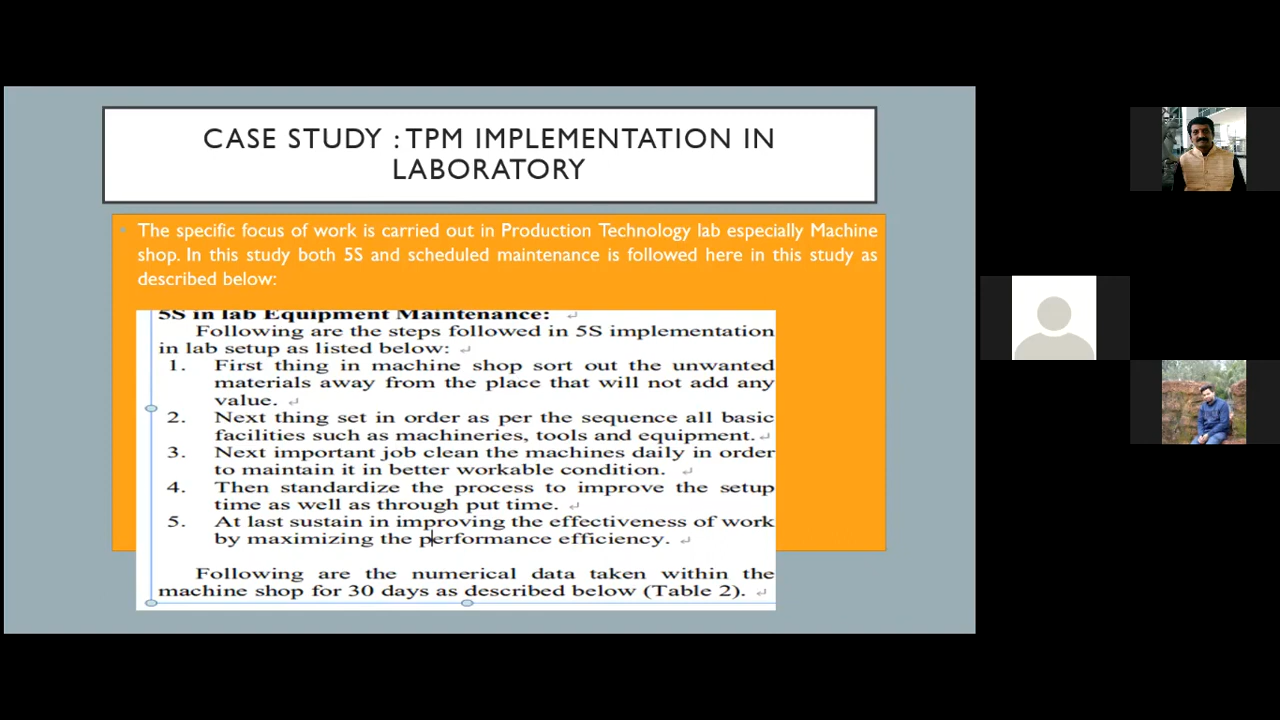 CASE STUDY : TPM IMPLEMENTATION IN
LABORATORY
The specific focus of work is carried out in Production Technology lab especially Machine
shop. In this study both 5S and scheduled maintenance is followed here in this study as
described below:
5S in lab Equipment Maintenance:
Following are the steps followed in 5S implementation
in lab setup as listed below:
1. First thing in machine shop sort out the unwanted
materials away from the place that will not add any
value.
2. Next thing set in order as per the sequence all basic
facilities such as machineries, tools and equipment.
3. Next important job clean the machines daily in order
to maintain it in better workable condition.
4. Then standardize the process to improve the setup
time as well as through put time.
5. At last sustain in improving the effectiveness of work
by maximizing the performance efficiency.
Following are the numerical data taken within the
machine shop for 30 days as described below (Table 2).